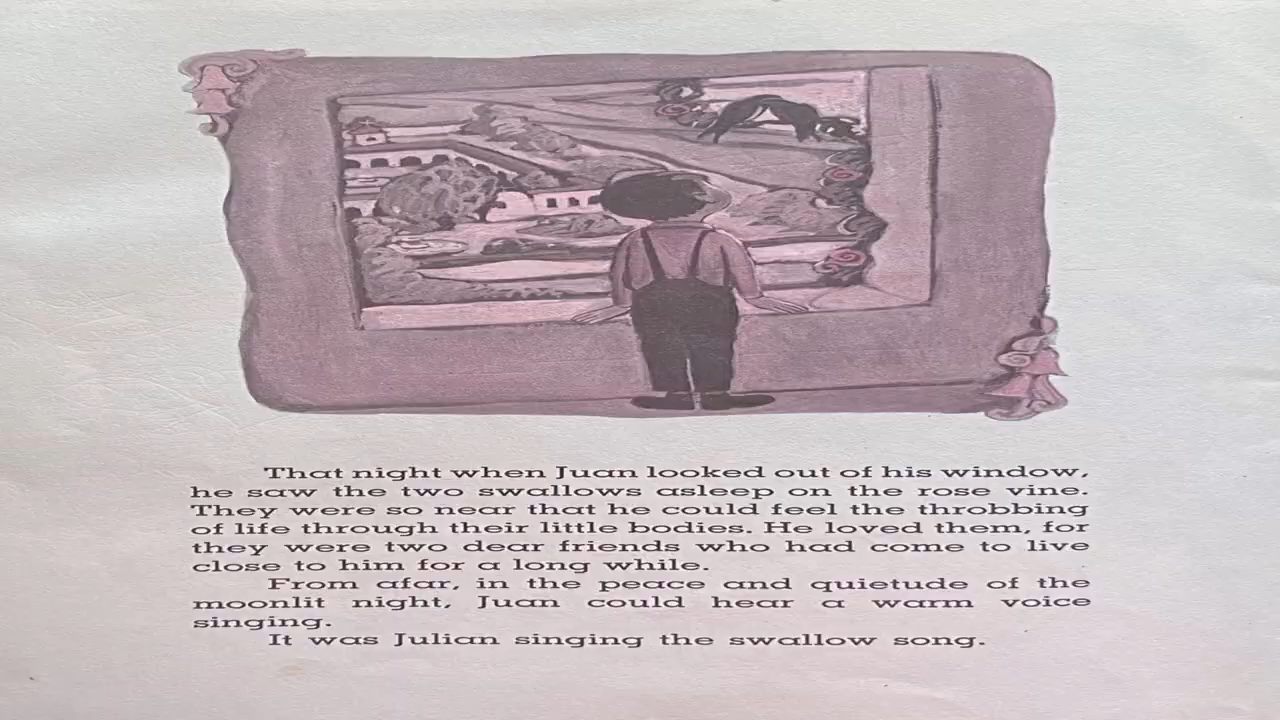 That night when Juan looked out of his window,
he saw the two swallows asleep on the rose vine.
They were so near that he could feel the throbbing
of life through their little bodies. He loved them, for
they were two dear friends who had come to live
close to him for a long while.
From afar, in the peace and quietude of the
moonlit night, Juan could hear a warm voice
singing.
It was Julian singing the swallow song.